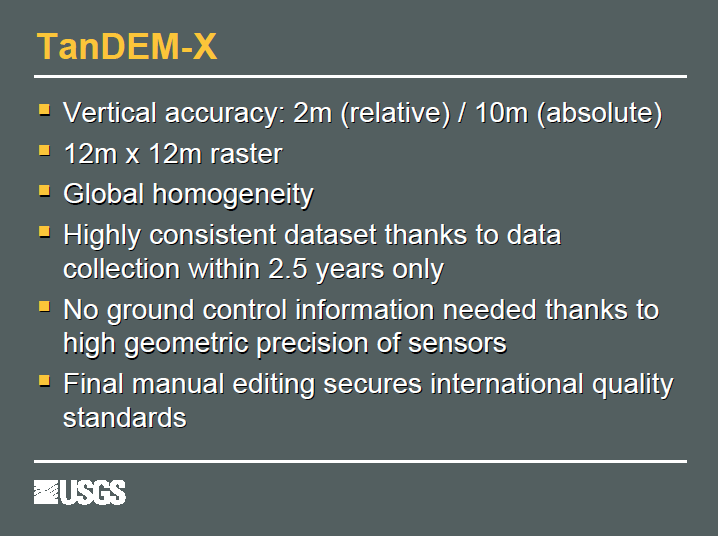 TanDEM-X
Vertical accuracy: 2m (relative) / 10m (absolute)
12m x 12m raster
Global homogeneity
Highly consistent dataset thanks to data
collection within 2.5 years only
No ground control information needed thanks to
high geometric precision of sensors
Final manual editing secures international quality
standards
USGS